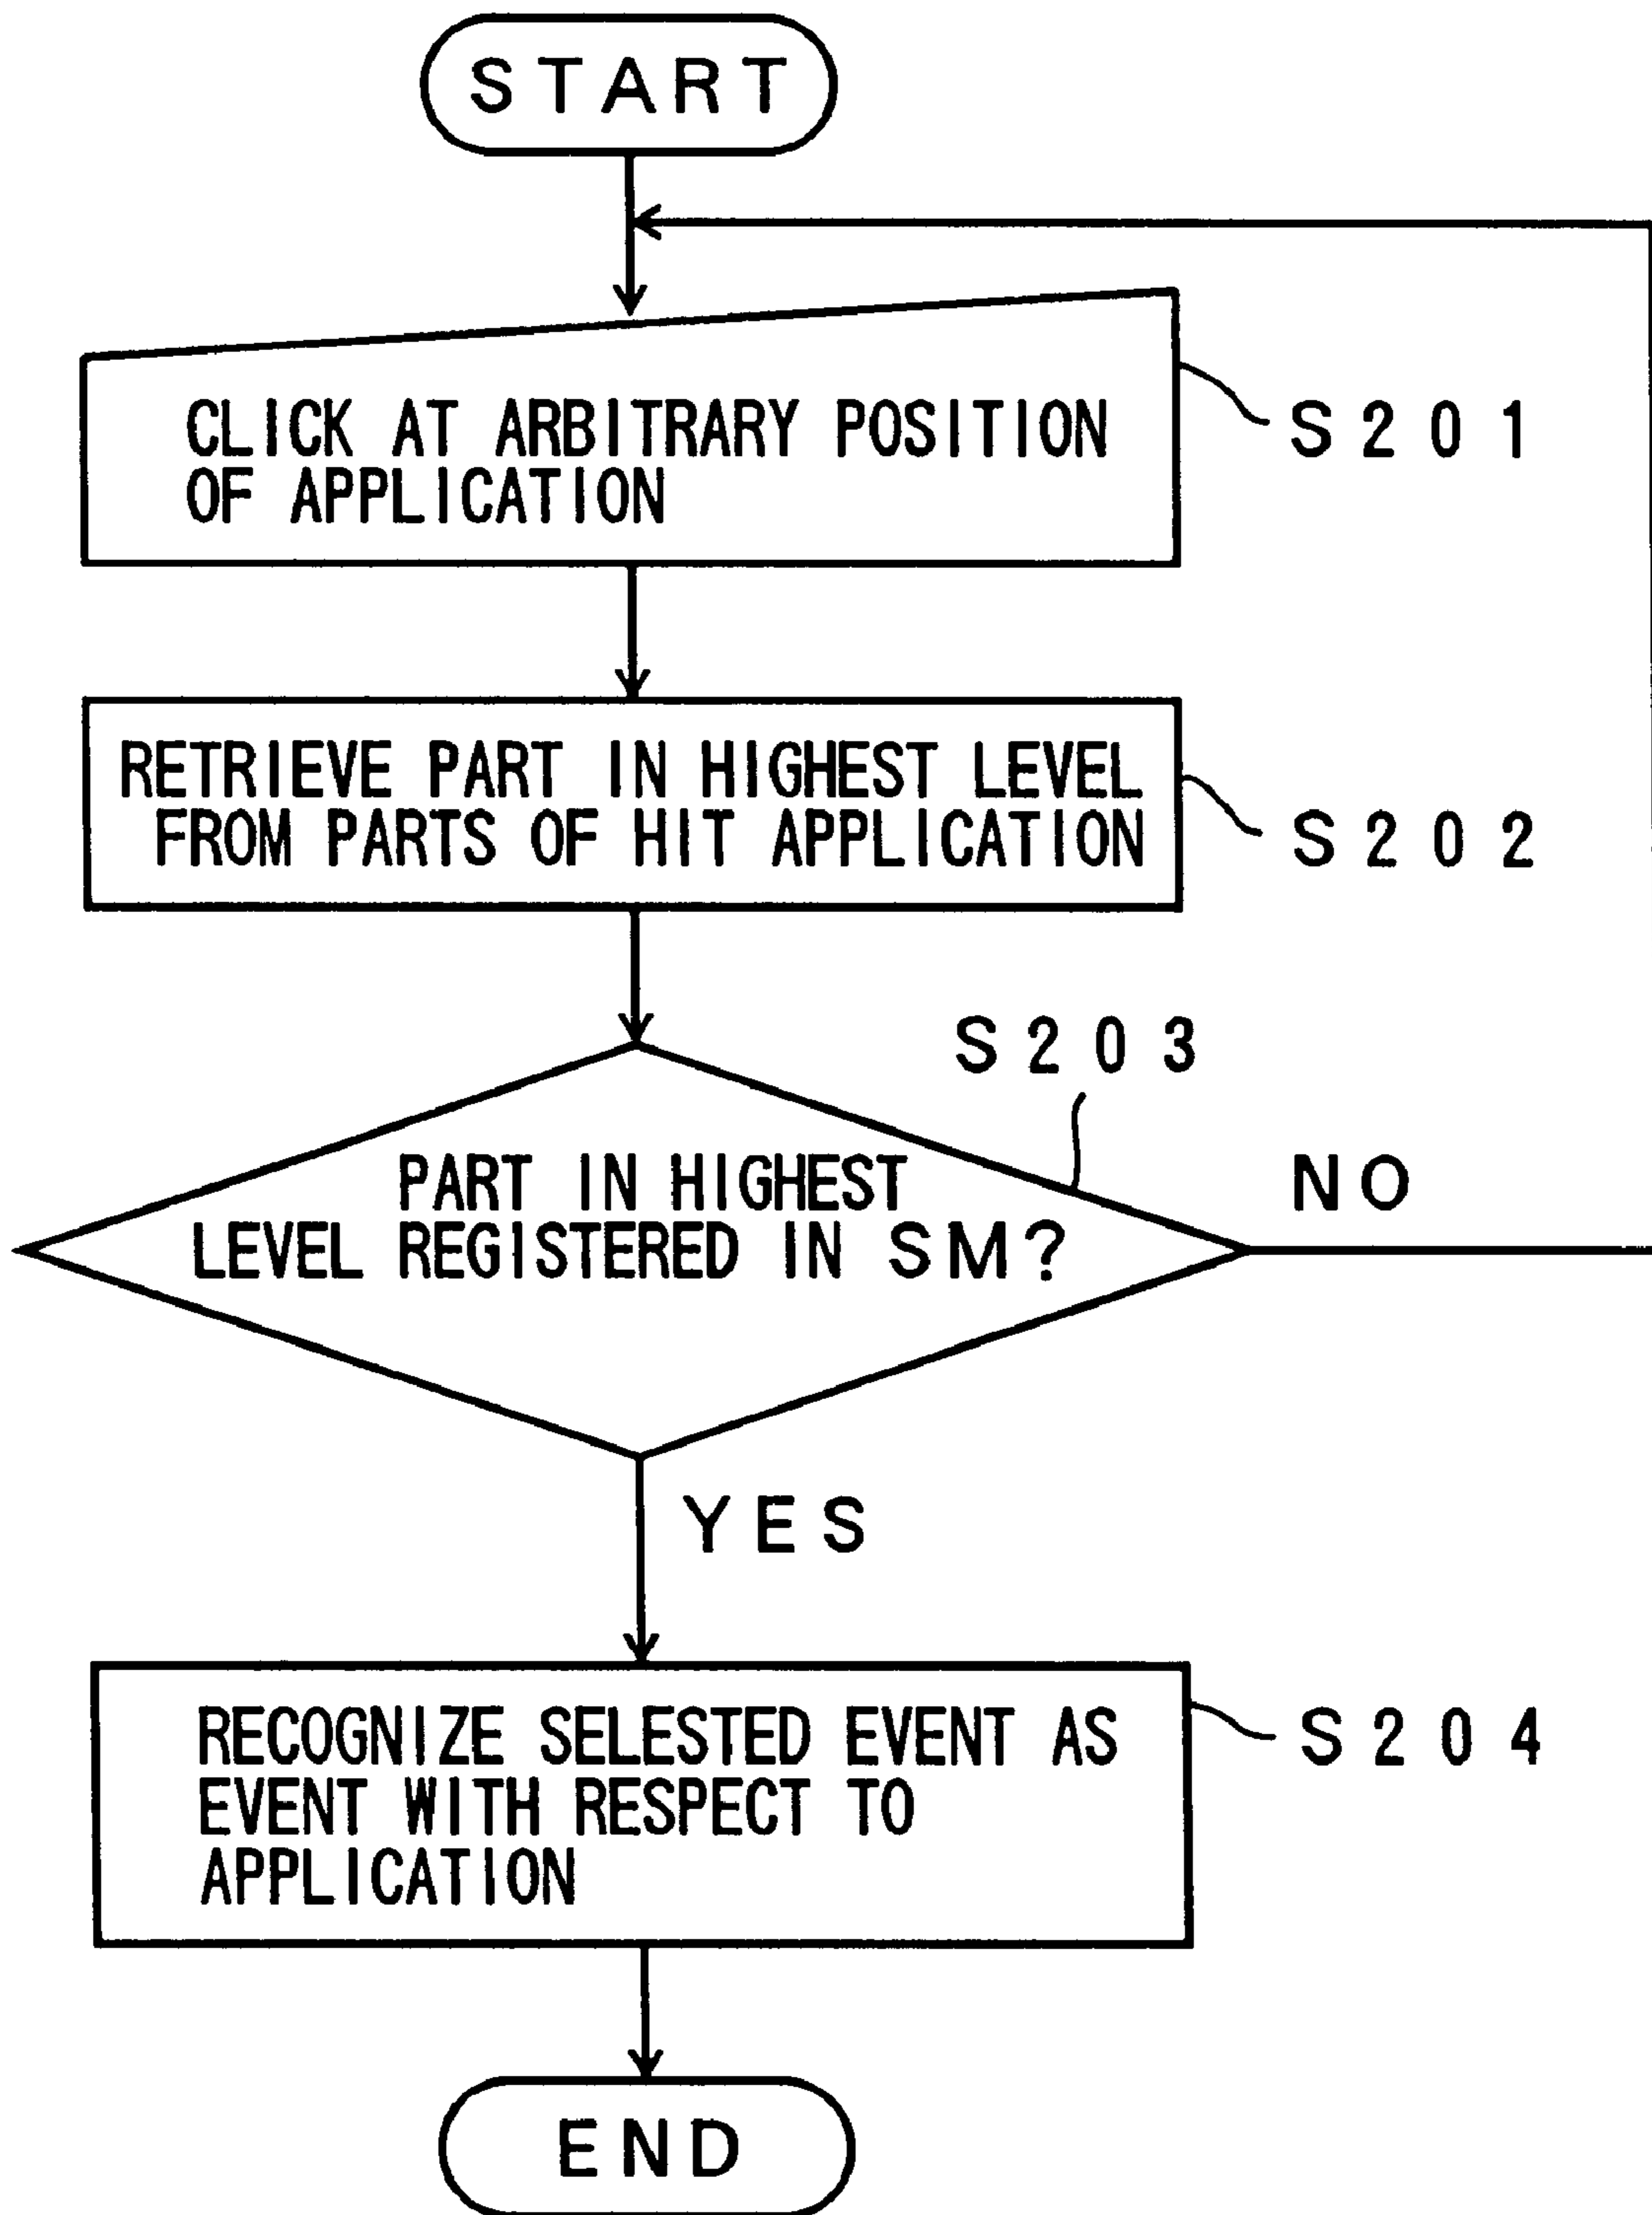 START
CLICK AT ARBITRARY POSITION
OF APPLICATION
S201
RETRIEVE PART IN HIGHEST LEVEL
FROM PARTS OF HIT APPLICATION
S202
S203
PART IN HIGHEST
LEVEL REGISTERED IN SM?
NO
YES
RECOGNIZE SELESTED EVENT AS
EVENT WITH RESPECT TO
APPLICATION
S204
END